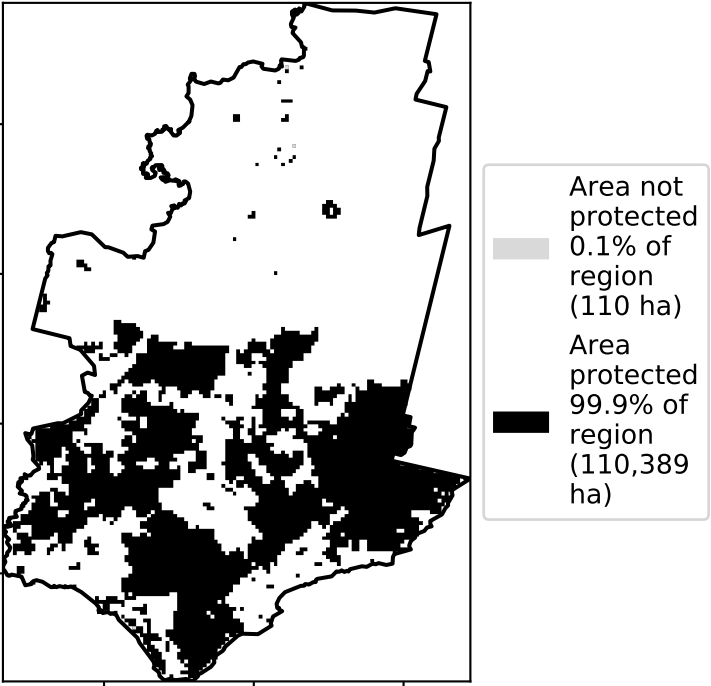 Area not
protected
0.1% of
region
(110 ha)
Area
protected
99.9% of
region
(110,389
ha)